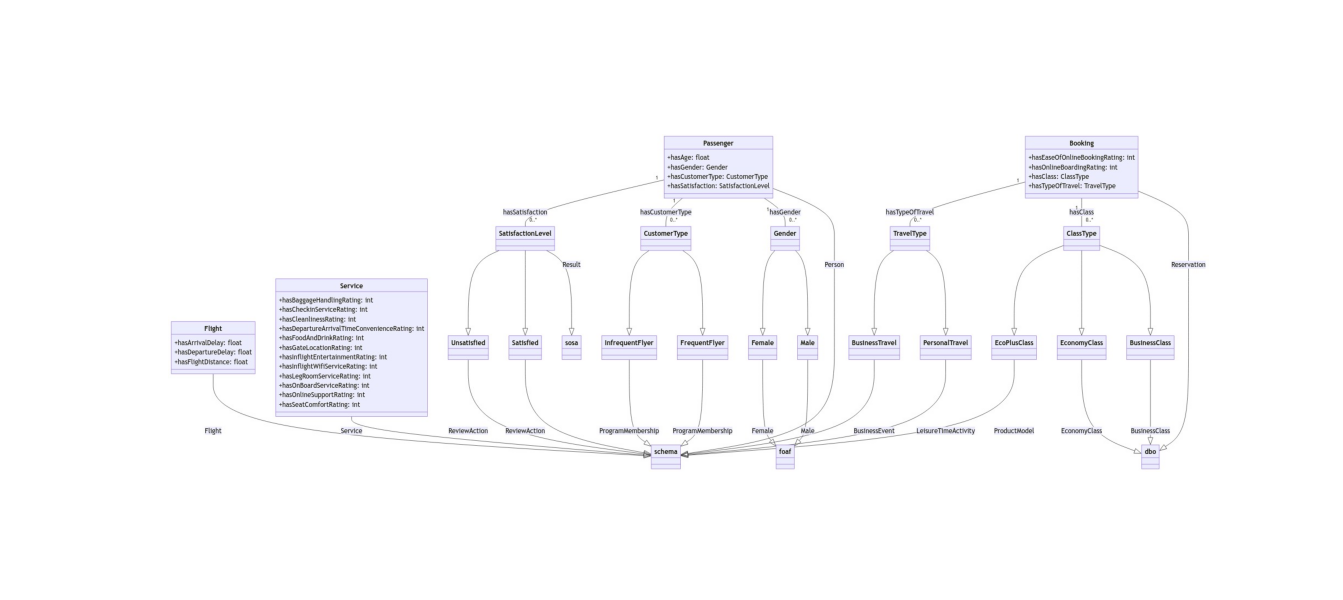 Passenger
+hasAge: float
+hasGender: Gender
+hasCustomerType: CustomerType
+hasSatisfaction: SatisfactionLevel
Booking
+hasEaseOfOnlineBookingRating: int
+hasOnlineBoardingRating: int
+hasClass: ClassType
+hasTypeOfTravel: TravelType
1
1
1
1
1
hasSatisfaction
hasCustomerType
hasGender
hasTypeOfTravel
hasClass
0..*
0..*
0..*
0..*
0..*
SatisfactionLevel
CustomerType
Gender
TravelType
ClassType
Result
Person
Reservation
Service
+hasBaggageHandlingRating: int
+hasCheckinServiceRating: int
+hasCleanlinessRating: int
+hasDepartureArrivalTimeConvenienceRating: int
+hasFoodAndDrinkRating: int
+hasGateLocationRating: int
+hasInflightEntertainmentRating: int
+hasInflightWifiServiceRating: int
+hasLegRoomServiceRating: int
+hasOnBoardServiceRating: int
+hasOnlineSupportRating: int
+hasSeatComfortRating: int
Flight
+hasArrivalDelay: float
+hasDepartureDelay: float
+hasFlightDistance: float
Unsatisfied
Satisfied
sosa
InfrequentFlyer
FrequentFlyer
Female
Male
BusinessTravel
PersonalTravel
EcoPlusClass
EconomyClass
BusinessClass
Flight
Service
ReviewAction
ReviewAction
ProgramMembership
ProgramMembership
Female
Male
BusinessEvent
LeisureTimeActivity
ProductModel
EconomyClass
BusinessClass
schema
foaf
dbo